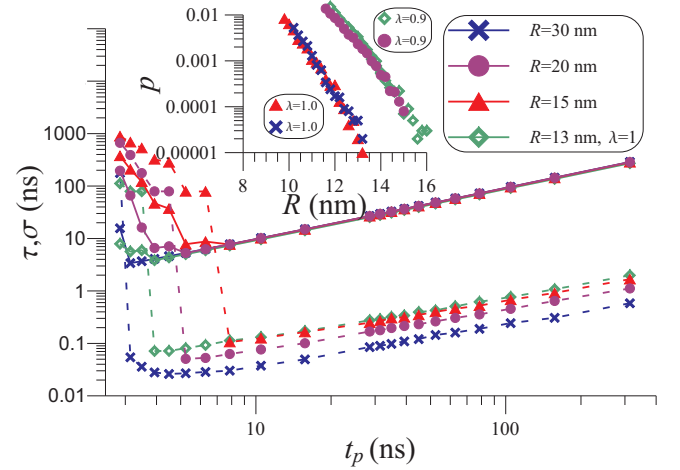 0.01
0.001
0.0001
0.00001
p
λ=0.9
λ=0.9
λ=1.0
λ=1.0
8 10 12 14 16
R (nm)
R=30 nm
R=20 nm
R=15 nm
R=13 nm, λ=1
1000
100
10
1
0.1
0.01
τ,σ (ns)
10 100
tp (ns)